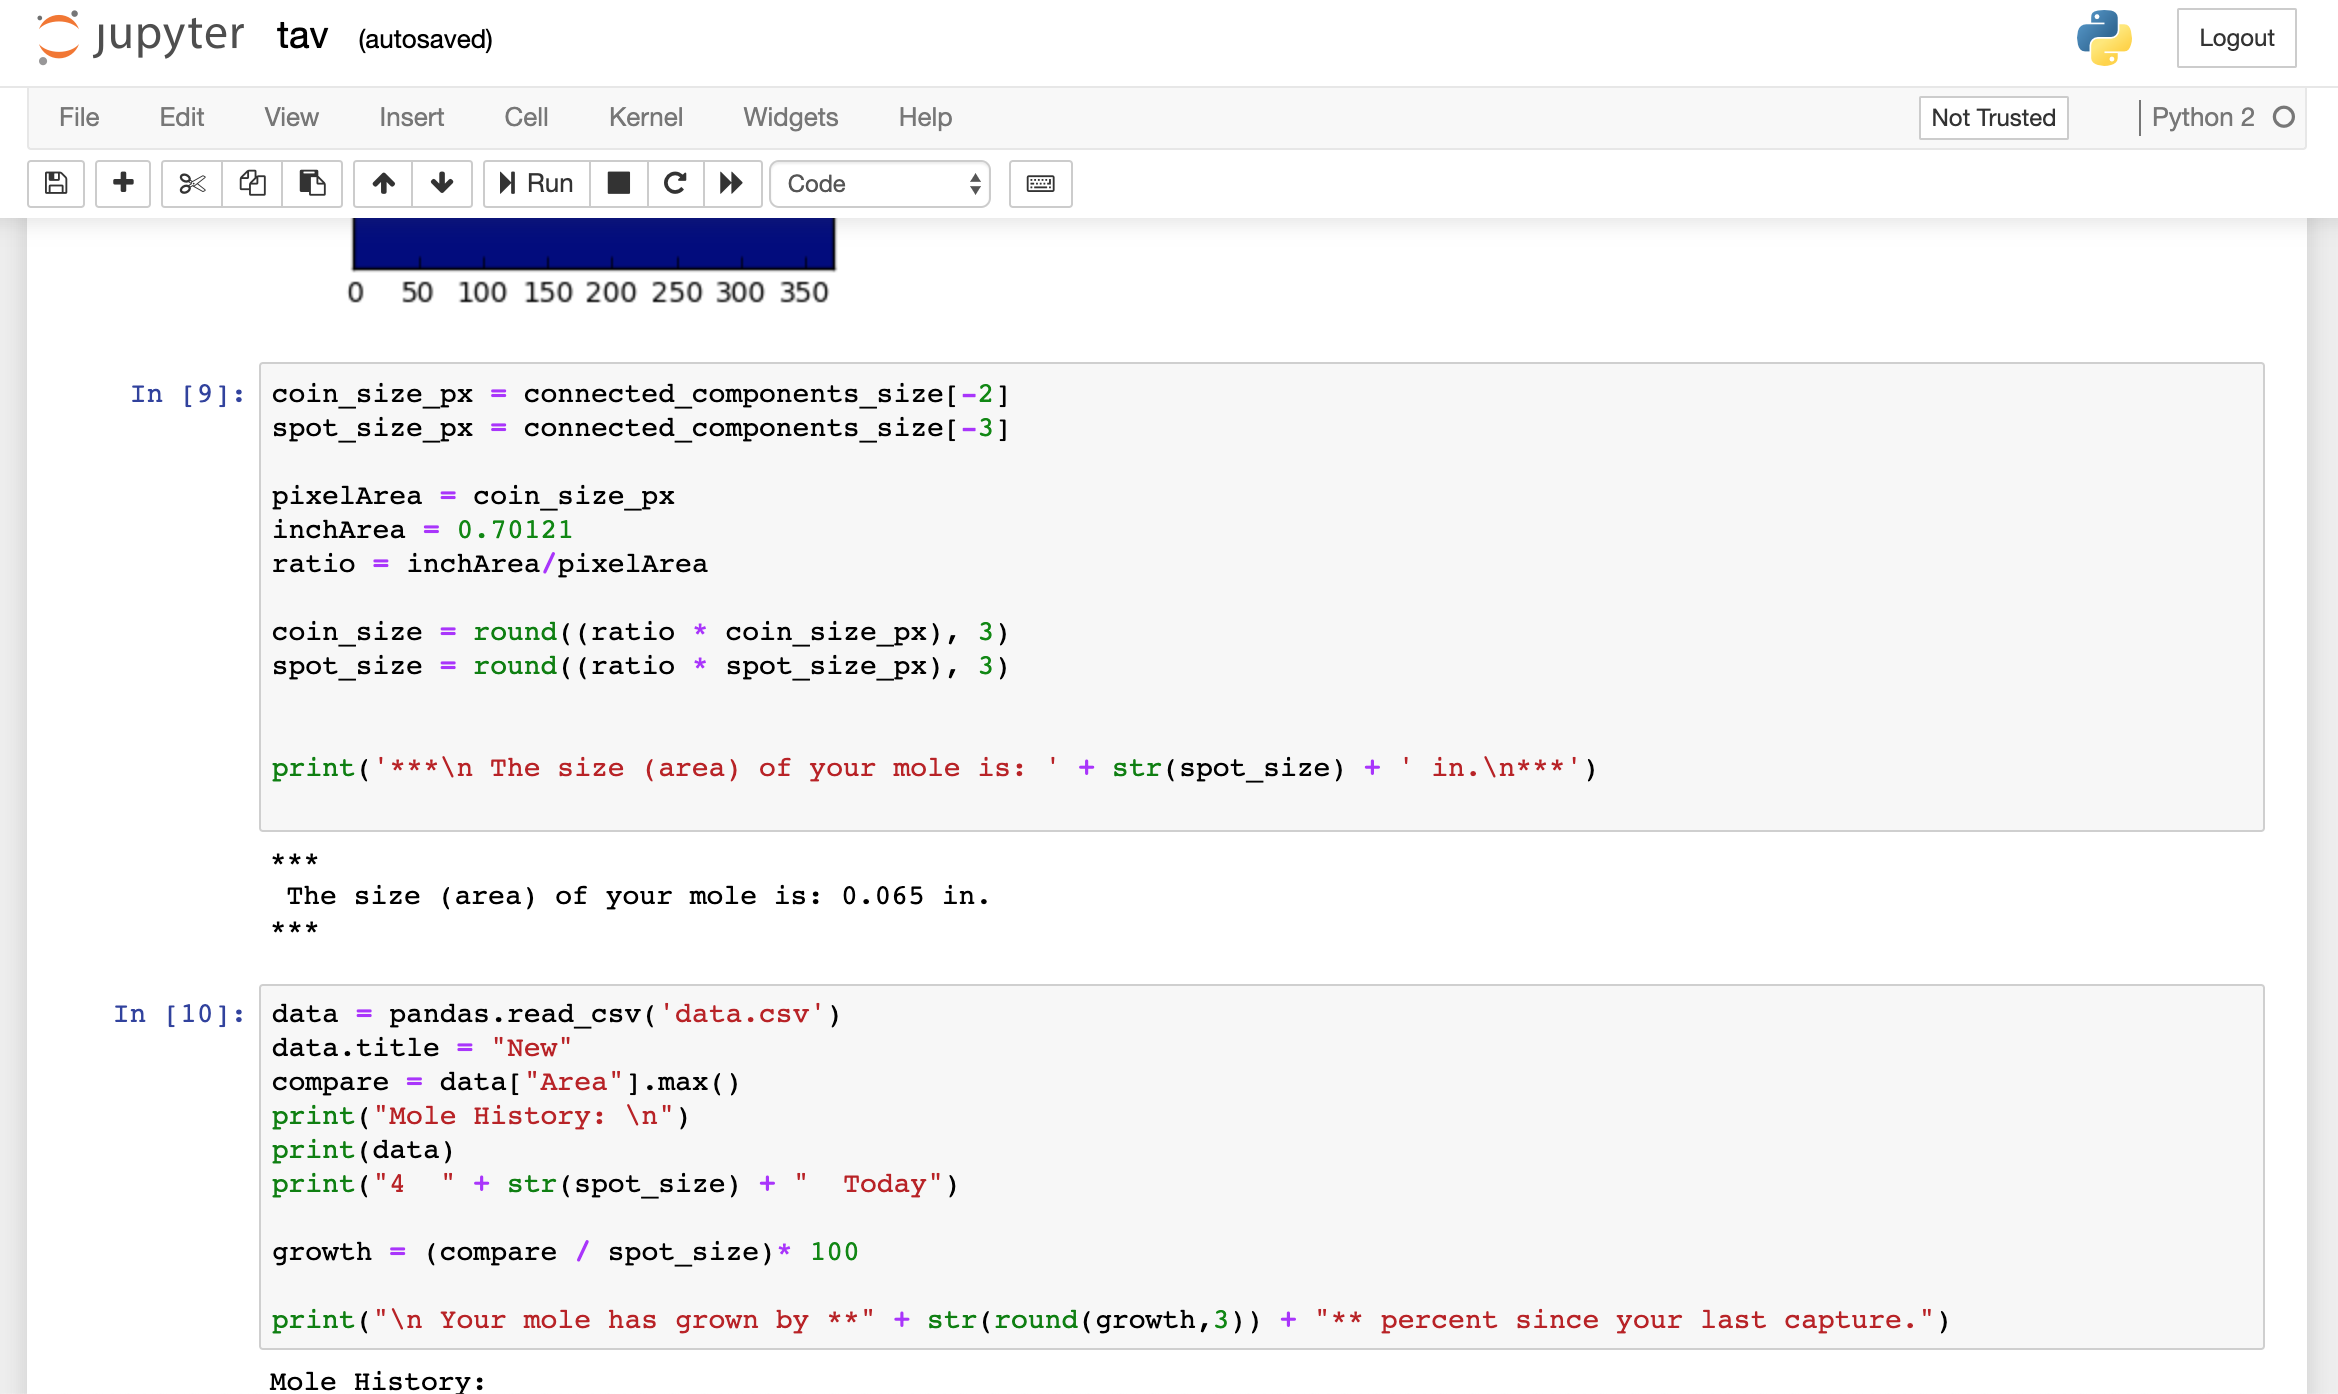 jupyter tav (autosaved) Logout
File Edit View Insert Cell Kernel Widgets Help Not Trusted Python 2
Run Code
0 50 100 150 200 250 300 350
In [9]:
coin_size_px = connected_components_size[-2]
spot_size_px = connected_components_size[-3]
pixelArea = coin_size_px
inchArea = 0.70121
ratio = inchArea/pixelArea
coin_size = round((ratio * coin_size_px), 3)
spot_size = round((ratio * spot_size_px), 3)
print('***\n The size (area) of your mole is: ' + str(spot_size) + ' in.\n***')
***
The size (area) of your mole is: 0.065 in.
***
In [10]:
data = pandas.read_csv('data.csv')
data.title = "New"
compare = data["Area"].max()
print("Mole History: \n")
print(data)
print("4  " + str(spot_size) + "  Today")
growth = (compare / spot_size)* 100
print("\n Your mole has grown by **" + str(round(growth,3)) + "** percent since your last capture.")
Mole History: